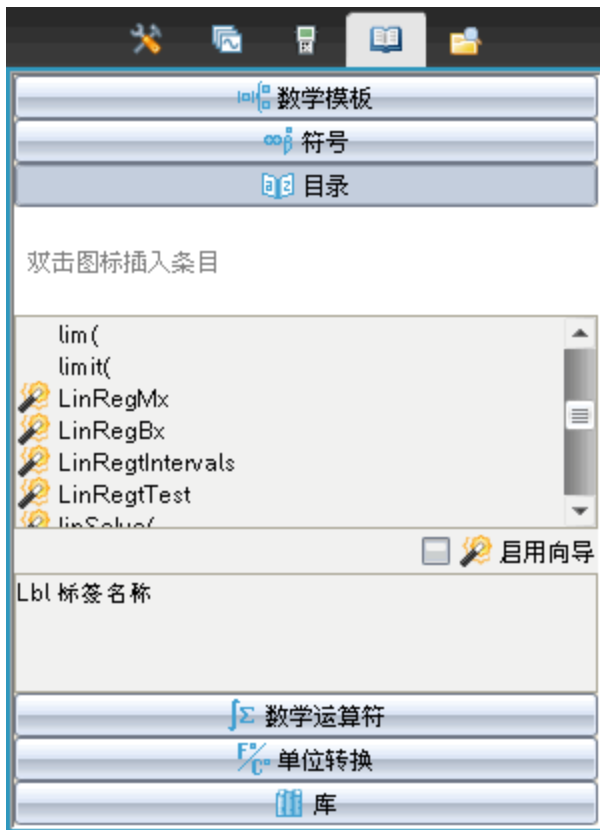 数学模板
符号
目录
双击图标插入条目
lim(
limit(
LinRegMx
LinRegBx
LinRegtIntervals
LinRegtTest
linSolve(
启用向导
Lbl 标签名称
数学运算符
单位转换
库